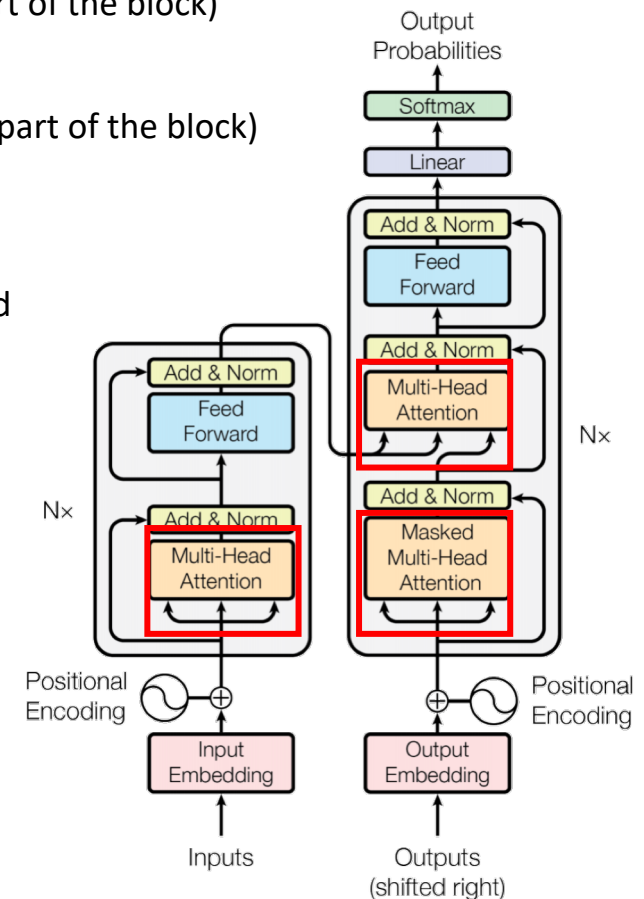 rt of the block)
part of the block)
d
Output
Probabilities
Softmax
Linear
Add & Norm
Feed
Forward
Add & Norm
Multi-Head
Attention
Nx
Add & Norm
Masked
Multi-Head
Attention
Add & Norm
Feed
Forward
Nx
Add & Norm
Multi-Head
Attention
Positional
Encoding
Positional
Encoding
Input
Embedding
Output
Embedding
Inputs
Outputs
(shifted right)